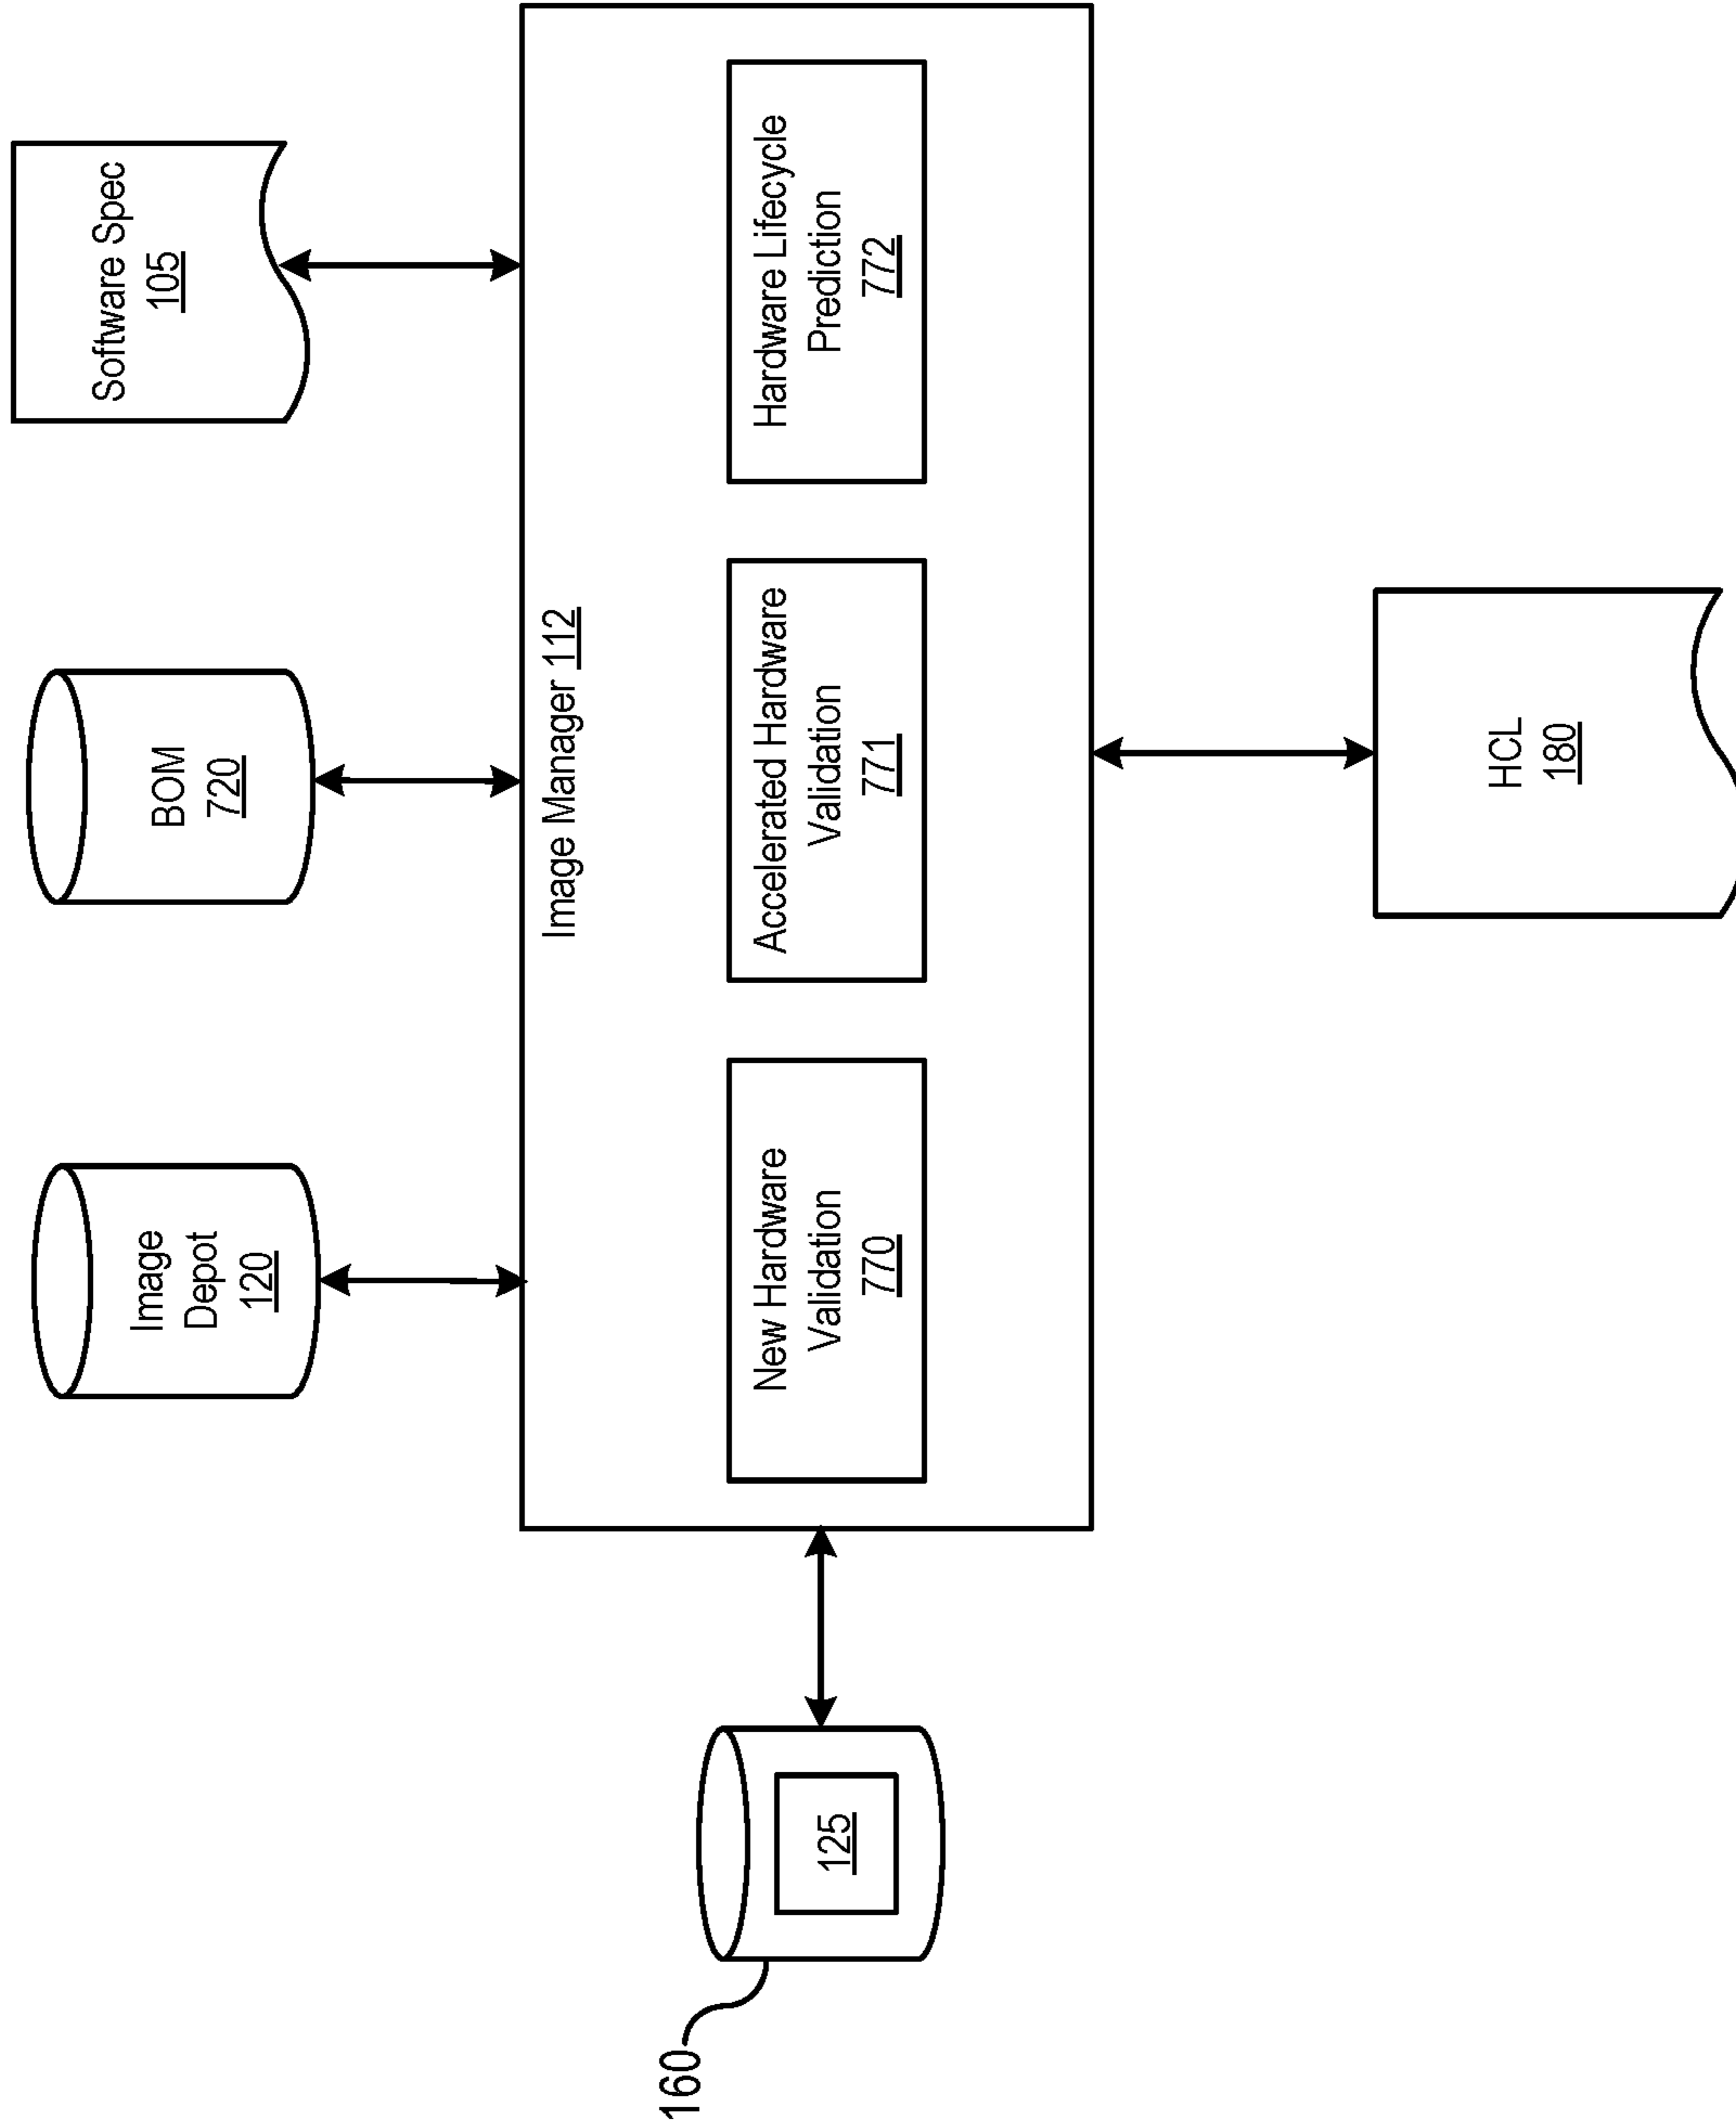 Image
Depot
120
BOM
720
Software Spec
105
Image Manager 112
New Hardware
Validation
770
Accelerated Hardware
Validation
771
Hardware Lifecycle
Prediction
772
160
125
HCL
180